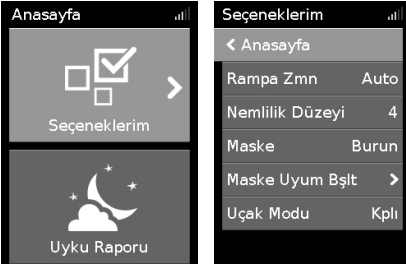 Anasayfa
Seçeneklerim
Uyku Raporu
Seçeneklerim
Anasayfa
Rampa Zmn Auto
Nemlilik Düzeyi 4
Maske Burun
Maske Uyum Bşlt
Uçak Modu Kplı